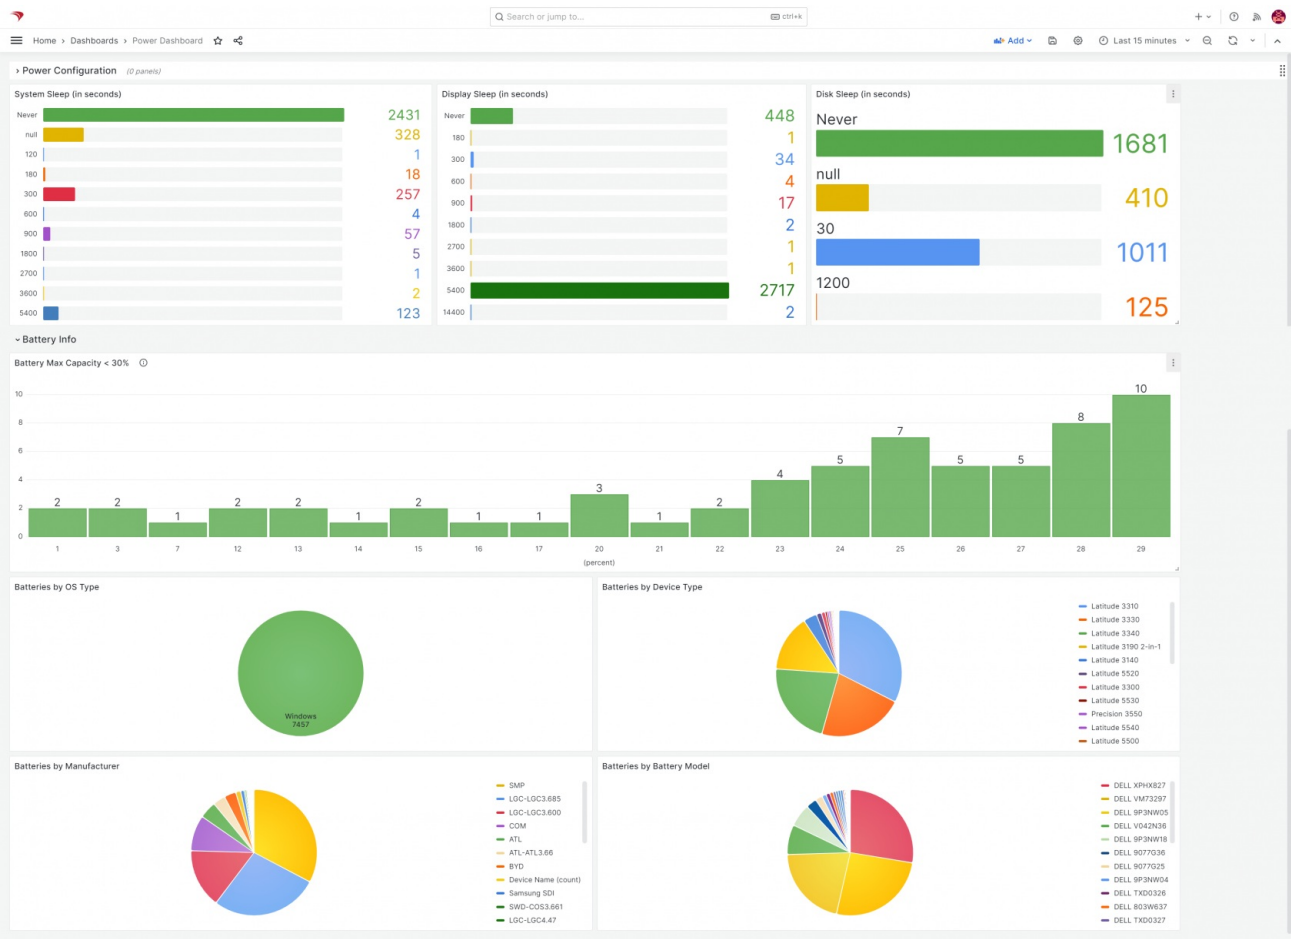 Search or jump to...
ctrl+k
Home › Dashboards › Power Dashboard
Add
Last 15 minutes
Power Configuration (0 panels)
System Sleep (in seconds)
Never 2431
null 328
120 1
180 18
300 257
600 4
900 57
1800 5
2700 1
3600 2
5400 123
Display Sleep (in seconds)
Never 448
180 1
300 34
600 4
900 17
1800 2
2700 1
3600 1
5400 2717
14400 2
Disk Sleep (in seconds)
Never
1681
null
410
30
1011
1200
125
Battery Info
Battery Max Capacity < 30%
10
8
6
4
2
0
2 2 1 2 2 1 2 1 1 3 1 2 4 5 7 5 5 8 10
1 3 7 12 13 14 15 16 17 20 21 22 23 24 25 26 27 28 29
(percent)
Batteries by OS Type
Windows
7457
Batteries by Device Type
Latitude 3310
Latitude 3330
Latitude 3340
Latitude 3190 2-in-1
Latitude 3140
Latitude 5520
Latitude 3300
Latitude 5530
Precision 3550
Latitude 5540
Latitude 5500
Batteries by Manufacturer
SMP
LGC-LGC3.685
LGC-LGC3.600
COM
ATL
ATL-ATL3.66
BYD
Device Name (count)
Samsung SDI
SWD-COS3.661
LGC-LGC4.47
Batteries by Battery Model
DELL XPHX827
DELL VM73297
DELL 9P3NW05
DELL V042N36
DELL 9P3NW18
DELL 9077G36
DELL 9077G25
DELL 9P3NW04
DELL TXD0326
DELL 803W637
DELL TXD0327